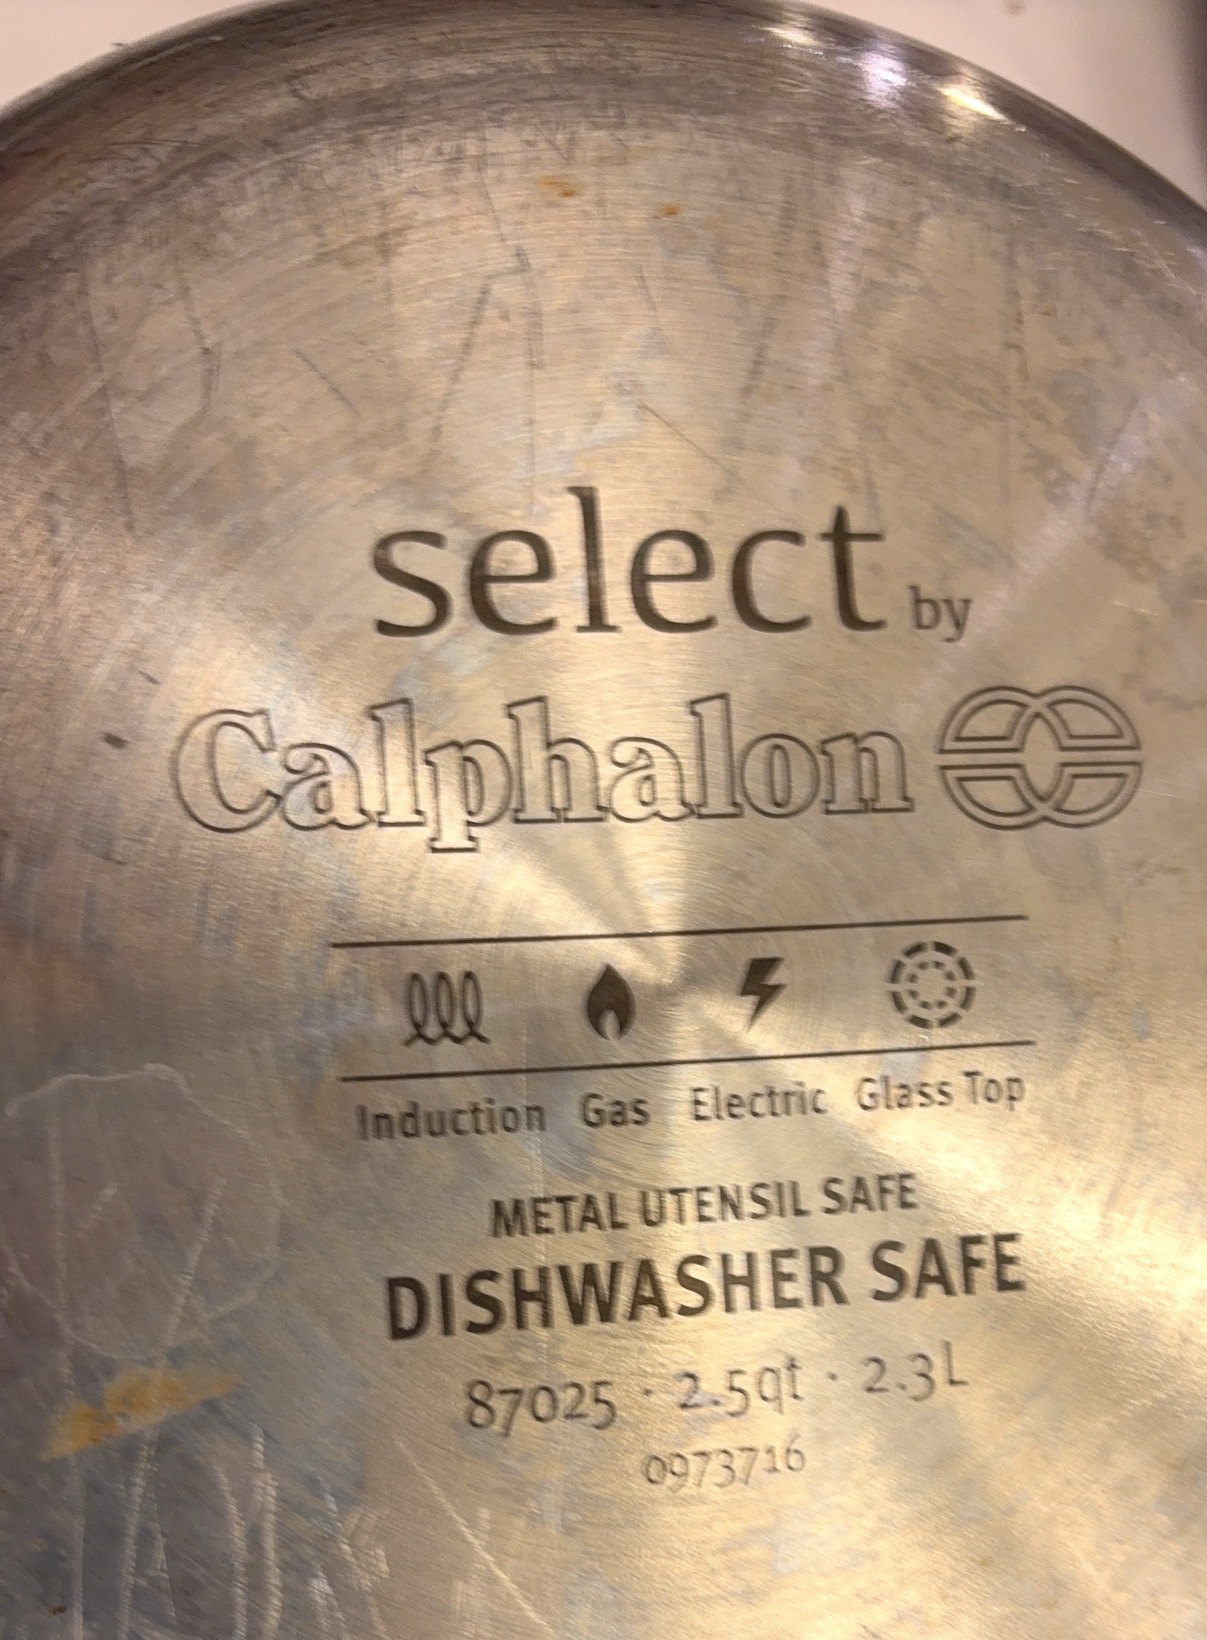 select by
Calphalon
Induction Gas Electric Glass Top
METAL UTENSIL SAFE
DISHWASHER SAFE
87025 · 2.5qt · 2.3L
0973716